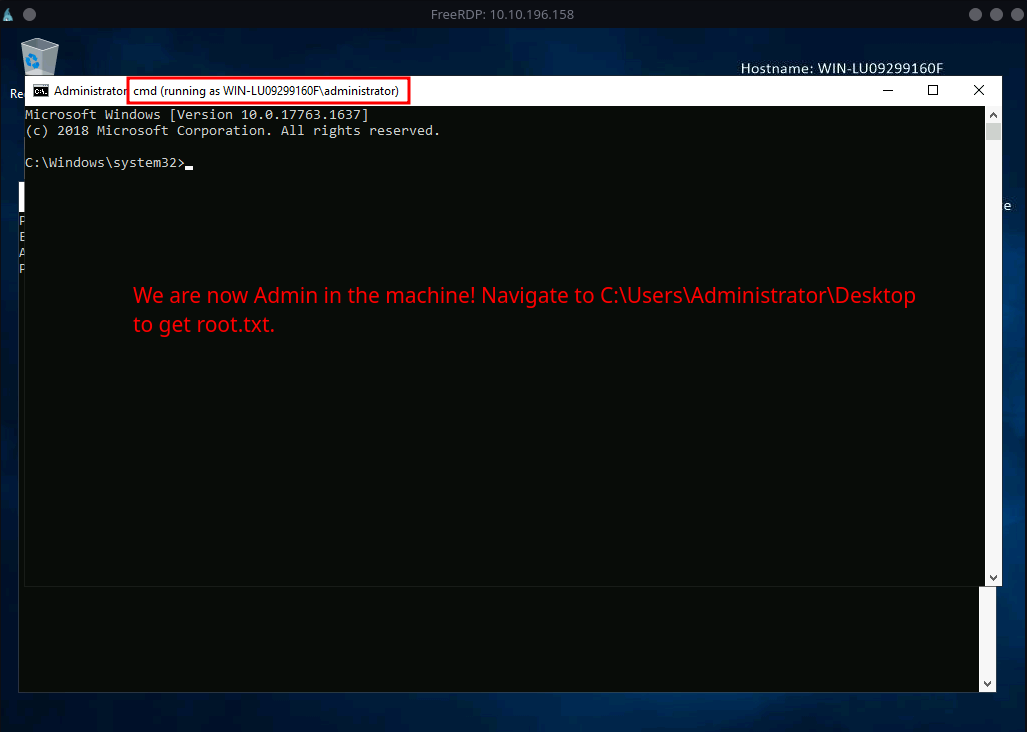 FreeRDP: 10.10.196.158
Hostname: WIN-LU09299160F
Administrator cmd (running as WIN-LU09299160F\administrator)
Microsoft Windows [Version 10.0.17763.1637]
(c) 2018 Microsoft Corporation. All rights reserved.
C:\Windows\system32>
We are now Admin in the machine! Navigate to C:\Users\Administrator\Desktop
to get root.txt.